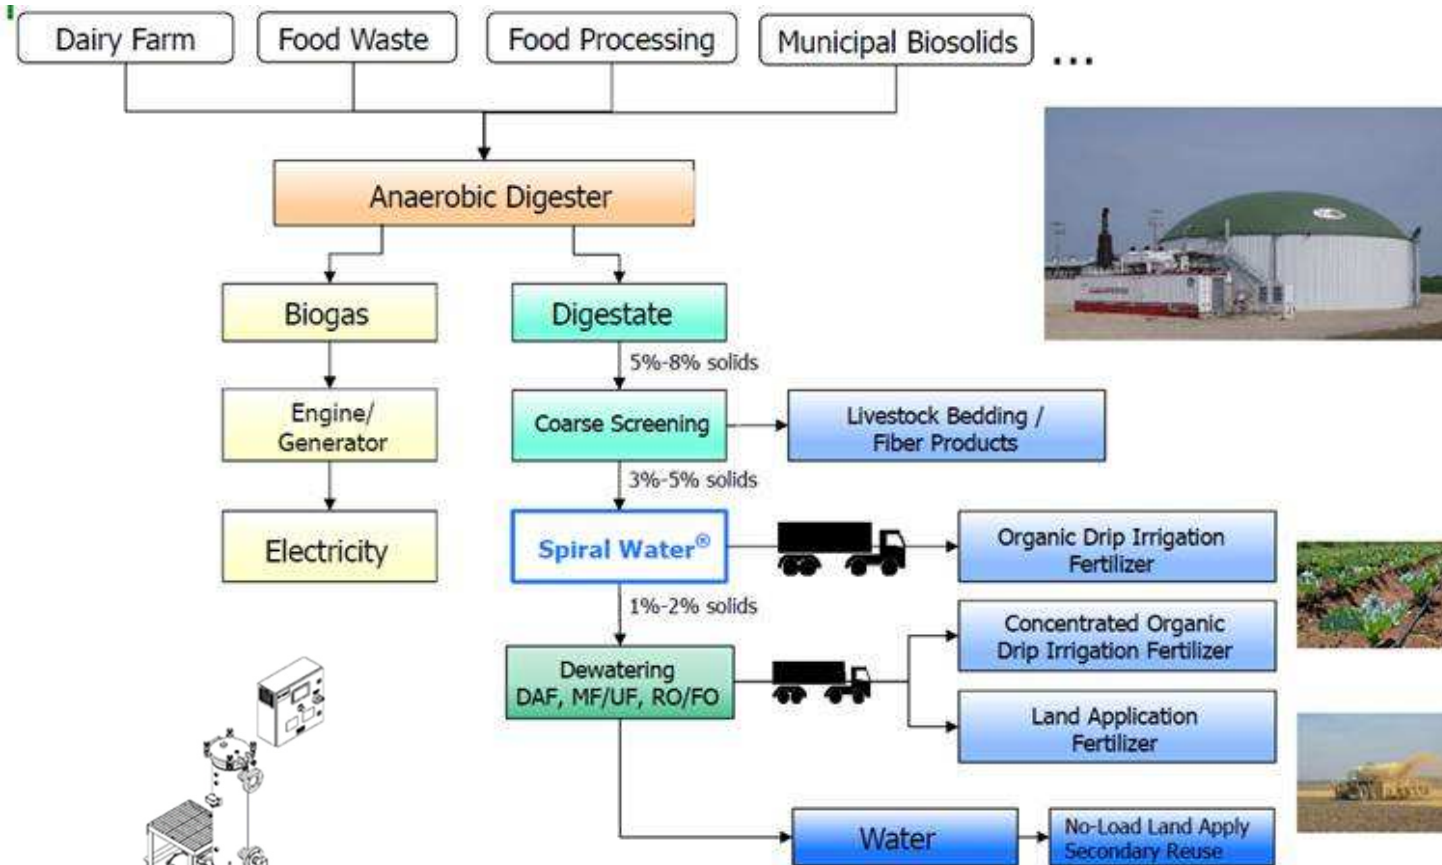 Dairy Farm
Food Waste
Food Processing
Municipal Biosolids
...
Anaerobic Digester
Biogas
Digestate
5%-8% solids
Engine/
Generator
Coarse Screening
Livestock Bedding /
Fiber Products
3%-5% solids
Electricity
Spiral Water®
Organic Drip Irrigation
Fertilizer
1%-2% solids
Dewatering
DAF, MF/UF, RO/FO
Concentrated Organic
Drip Irrigation Fertilizer
Land Application
Fertilizer
Water
No-Load Land Apply
Secondary Reuse